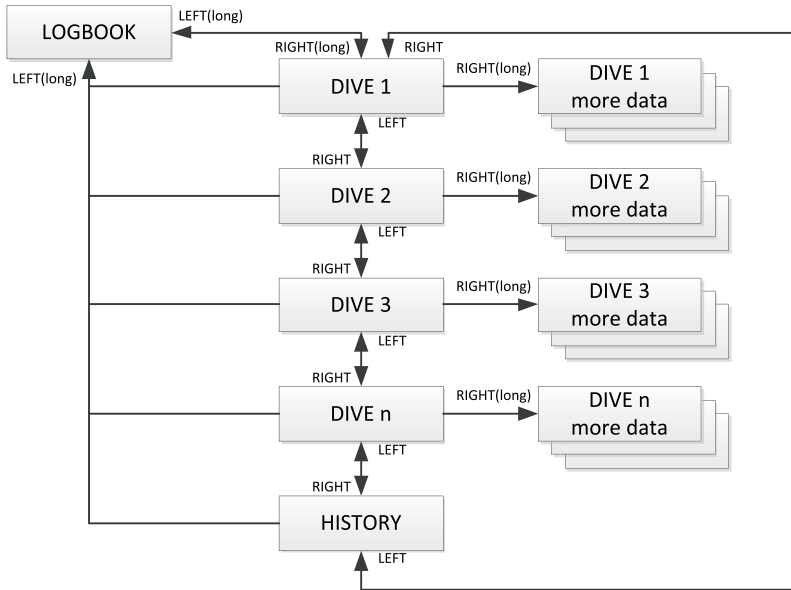 LOGBOOK
LEFT(long)
RIGHT(long)
RIGHT
LEFT(long)
DIVE 1
RIGHT(long)
DIVE 1
more data
LEFT
RIGHT
DIVE 2
RIGHT(long)
DIVE 2
more data
LEFT
RIGHT
DIVE 3
RIGHT(long)
DIVE 3
more data
LEFT
RIGHT
DIVE n
RIGHT(long)
DIVE n
more data
LEFT
RIGHT
HISTORY
LEFT